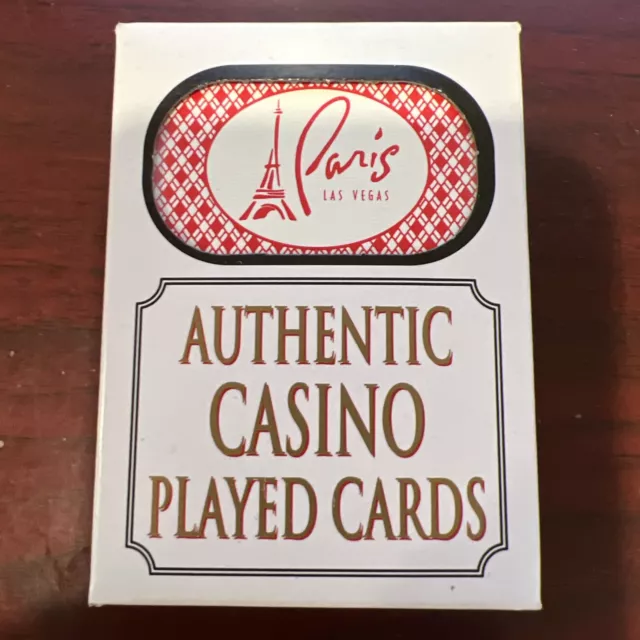 Paris
LAS VEGAS
AUTHENTIC
CASINO
PLAYED CARDS